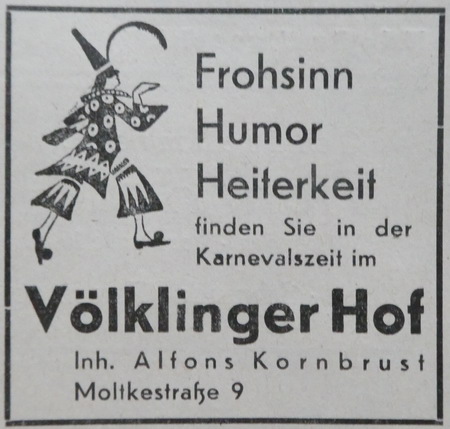 Frohsinn
Humor
Heiterkeit
finden Sie in der
Karnevalszeit im
Völklinger Hof
Inh. Alfons Kornbrust
Moltkestraße 9